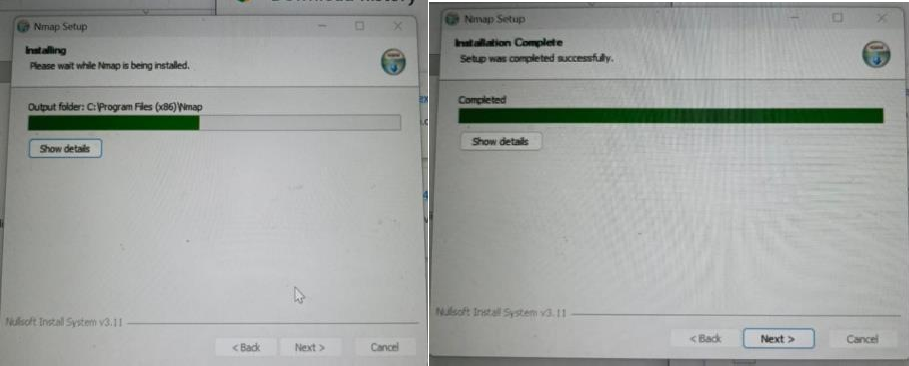 Nmap Setup
Installing
Please wait while Nmap is being installed.
Output folder: C:\Program Files (x86)\Nmap
Show details
Nullsoft Install System v3.11
< Back
Next >
Cancel
Nmap Setup
Installation Complete
Setup was completed successfully.
Completed
Show details
Nullsoft Install System v3.11
< Back
Next >
Cancel